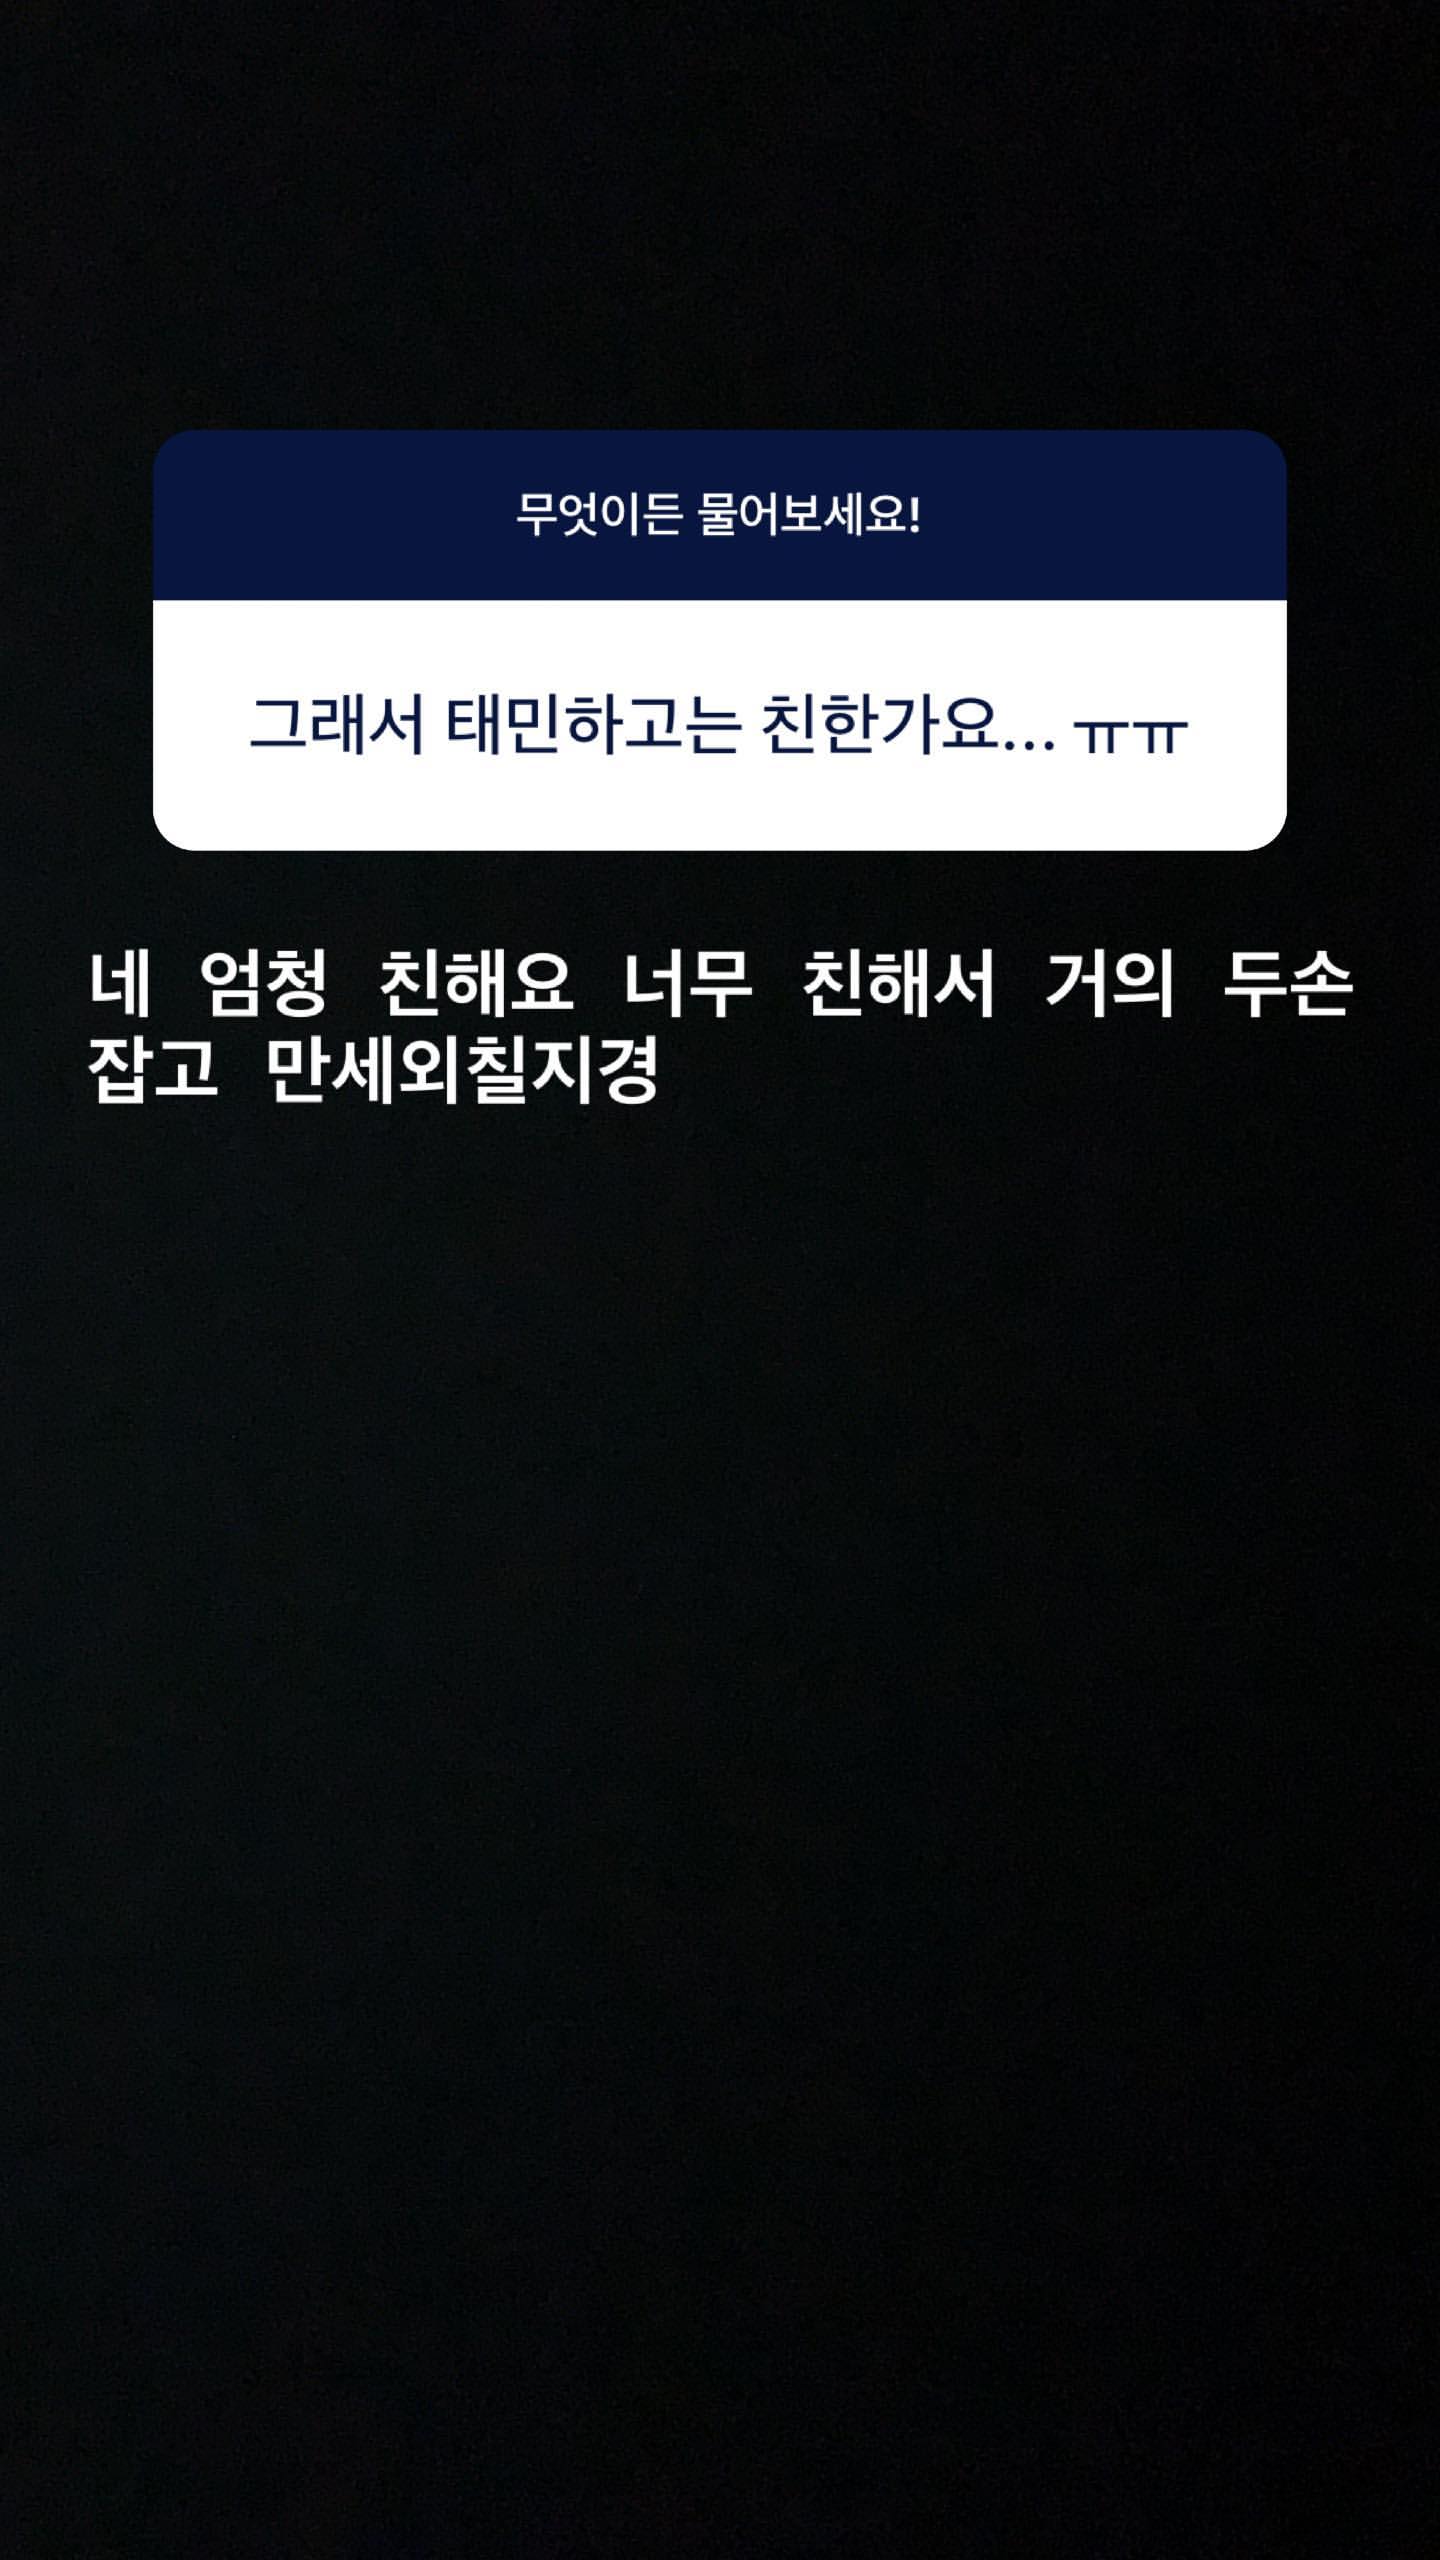 무엇이든 물어보세요!
그래서 태민하고는 친한가요... ㅠㅠ
네 엄청 친해요 너무 친해서 거의 두손
잡고 만세외칠지경